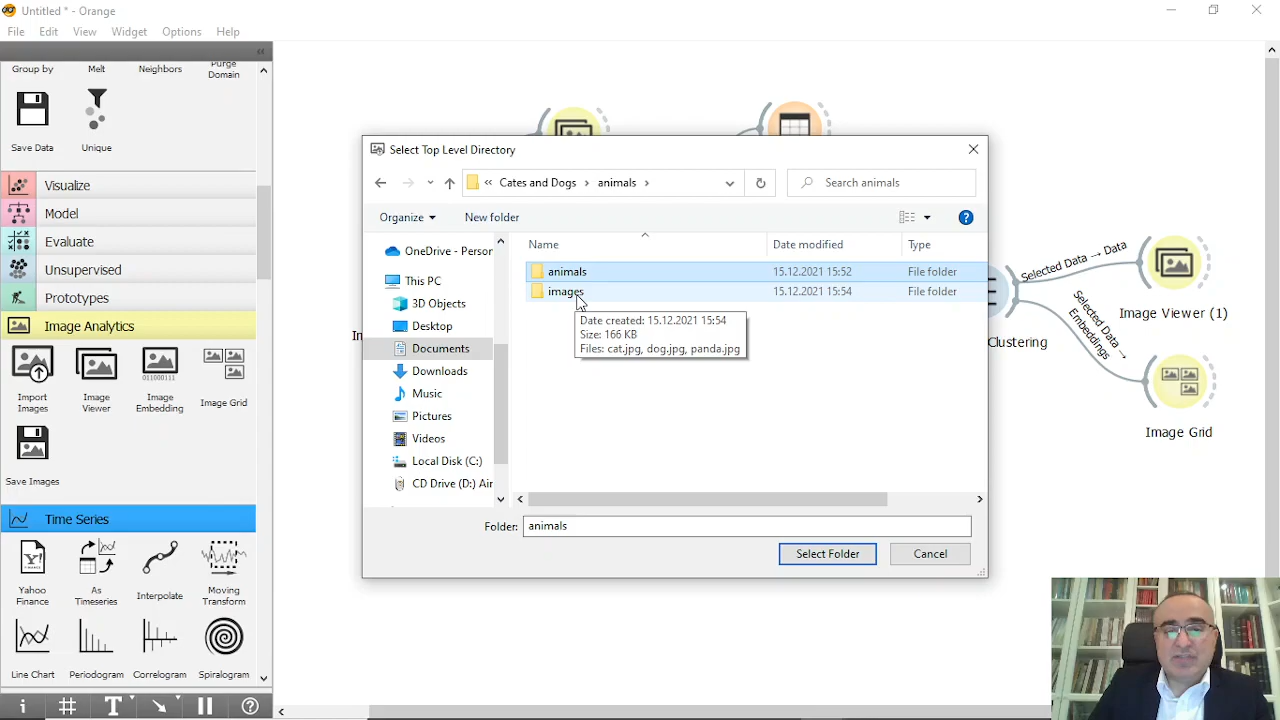 Untitled * - Orange
File Edit View Widget Options Help
Group by Melt Neighbors Purge Domain
Save Data Unique
Visualize
Model
Evaluate
Unsupervised
Prototypes
Image Analytics
Import Images
Image Viewer
Image Embedding
Image Grid
Save Images
Time Series
Yahoo Finance
As Timeseries
Interpolate
Moving Transform
Line Chart Periodogram Correlogram Spiralogram
Select Top Level Directory
« Cates and Dogs › animals ›
Search animals
Organize New folder
Name Date modified Type
OneDrive - Person
This PC
3D Objects
Desktop
Documents
Downloads
Music
Pictures
Videos
Local Disk (C:)
CD Drive (D:) Air
animals 15.12.2021 15:52 File folder
images 15.12.2021 15:54 File folder
Date created: 15.12.2021 15:54
Size: 166 KB
Files: cat.jpg, dog.jpg, panda.jpg
Folder: animals
Select Folder Cancel
Selected Data → Data
Selected Data → Embeddings
Image Viewer (1)
Clustering
Image Grid